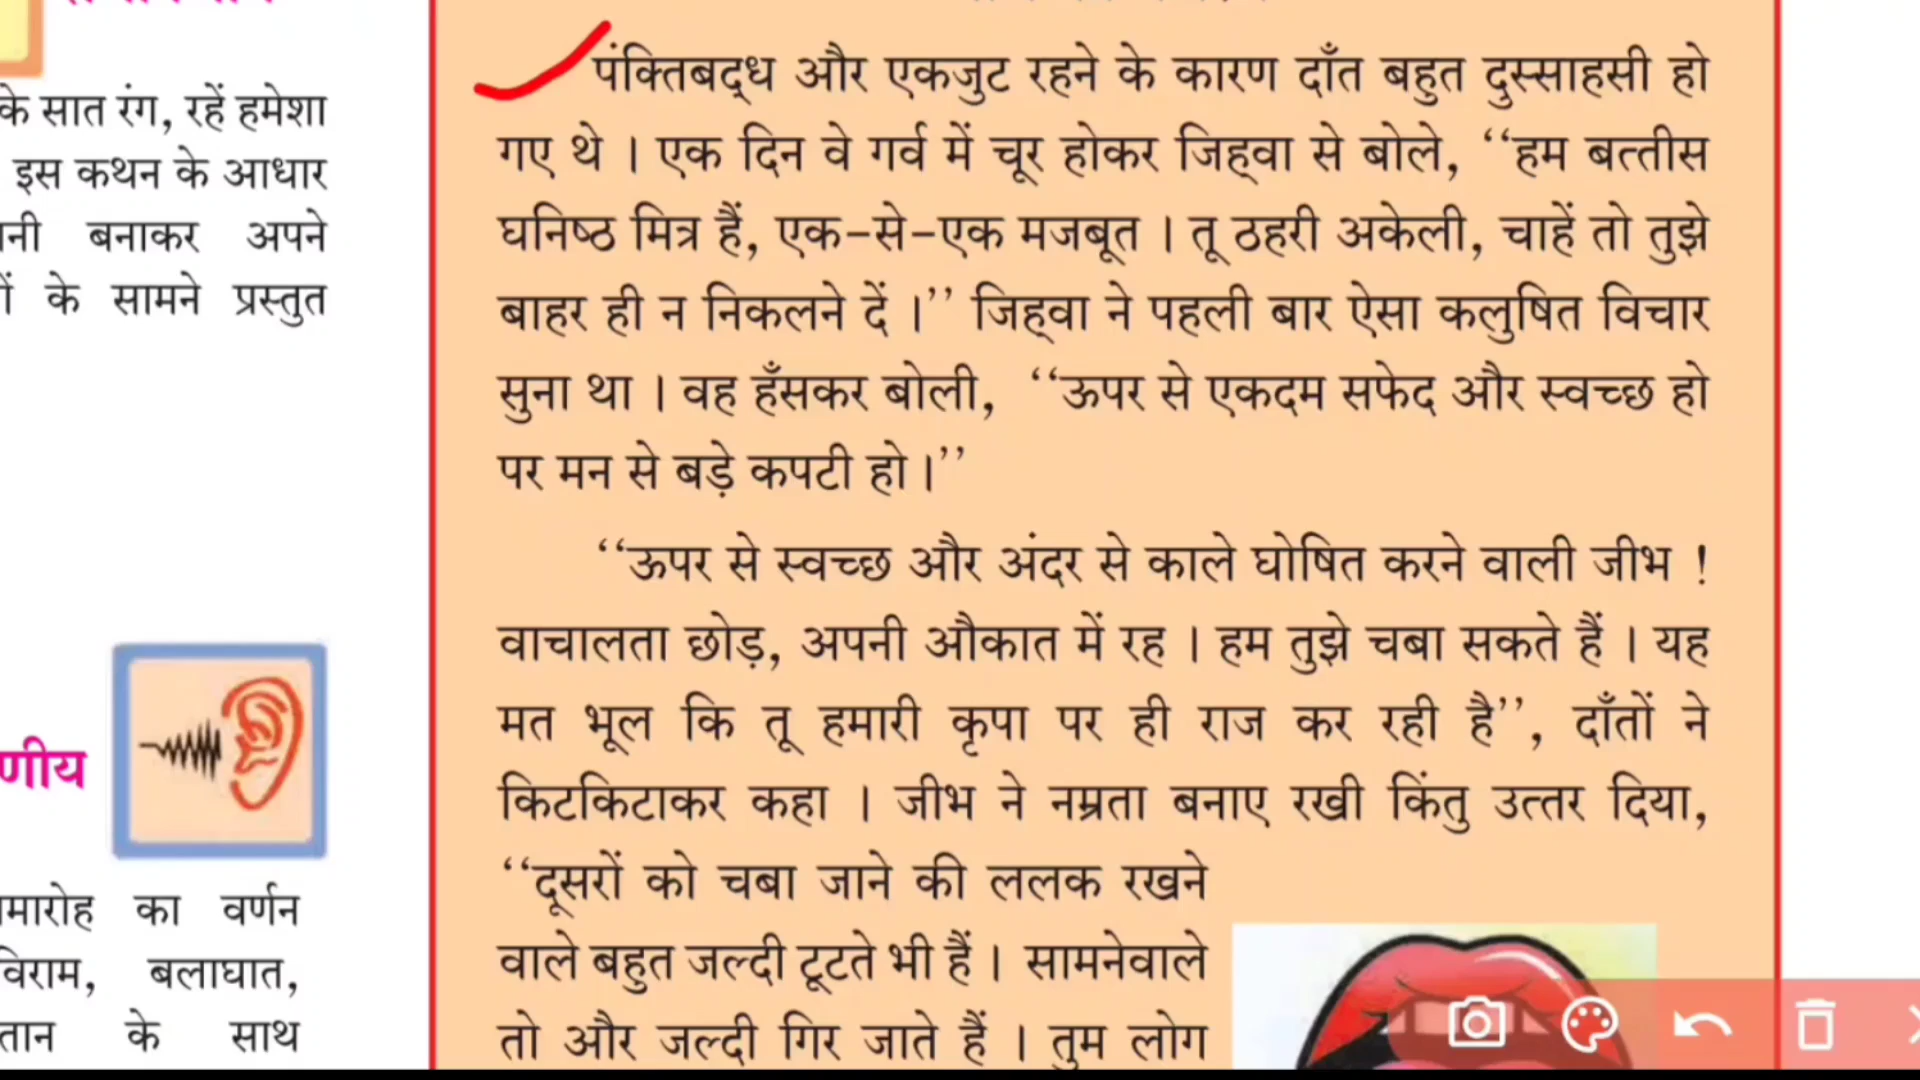 के सात रंग, रहें हमेशा
इस कथन के आधार
बनाकर अपने
के सामने प्रस्तुत
पंक्तिबद्ध और एकजुट रहने के कारण दाँत बहुत दुस्साहसी हो
गए थे । एक दिन वे गर्व में चूर होकर जिह्वा से बोले, ‘‘हम बत्तीस
घनिष्ठ मित्र हैं, एक-से-एक मजबूत । तू ठहरी अकेली, चाहें तो तुझे
बाहर ही न निकलने दें ।’’ जिह्वा ने पहली बार ऐसा कलुषित विचार
सुना था । वह हँसकर बोली, ‘‘ऊपर से एकदम सफेद और स्वच्छ हो
पर मन से बड़े कपटी हो।’’
‘‘ऊपर से स्वच्छ और अंदर से काले घोषित करने वाली जीभ !
वाचालता छोड़, अपनी औकात में रह । हम तुझे चबा सकते हैं । यह
मत भूल कि तू हमारी कृपा पर ही राज कर रही है’’, दाँतों ने
किटकिटाकर कहा । जीभ ने नम्रता बनाए रखी किंतु उत्तर दिया,
‘‘दूसरों को चबा जाने की ललक रखने
वाले बहुत जल्दी टूटते भी हैं । सामनेवाले
तो और जल्दी गिर जाते हैं । तुम लोग
का वर्णन
बलाघात,
के साथ